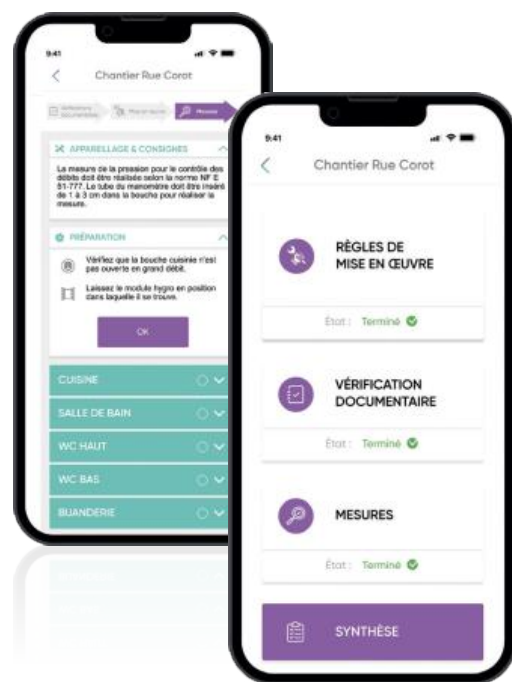 9:41
Chantier Rue Corot
Mesures
APPAREILLAGE & CONSIGNES
La mesure de la pression pour le contrôle des
débits doit être réalisée selon la norme NF E
51-777. Le tube du manomètre doit être inséré
de 1 à 3 cm dans la bouche pour réaliser la
mesure.
PRÉPARATION
Vérifiez que la bouche cuisinie n'est
pas ouverte en grand débit.
Laissez le module hygro en position
dans laquelle il se trouve.
OK
CUISINE
SALLE DE BAIN
WC HAUT
WC BAS
BUANDERIE
9:41
Chantier Rue Corot
RÈGLES DE
MISE EN ŒUVRE
État : Terminé
VÉRIFICATION
DOCUMENTAIRE
État : Terminé
MESURES
État : Terminé
SYNTHÈSE